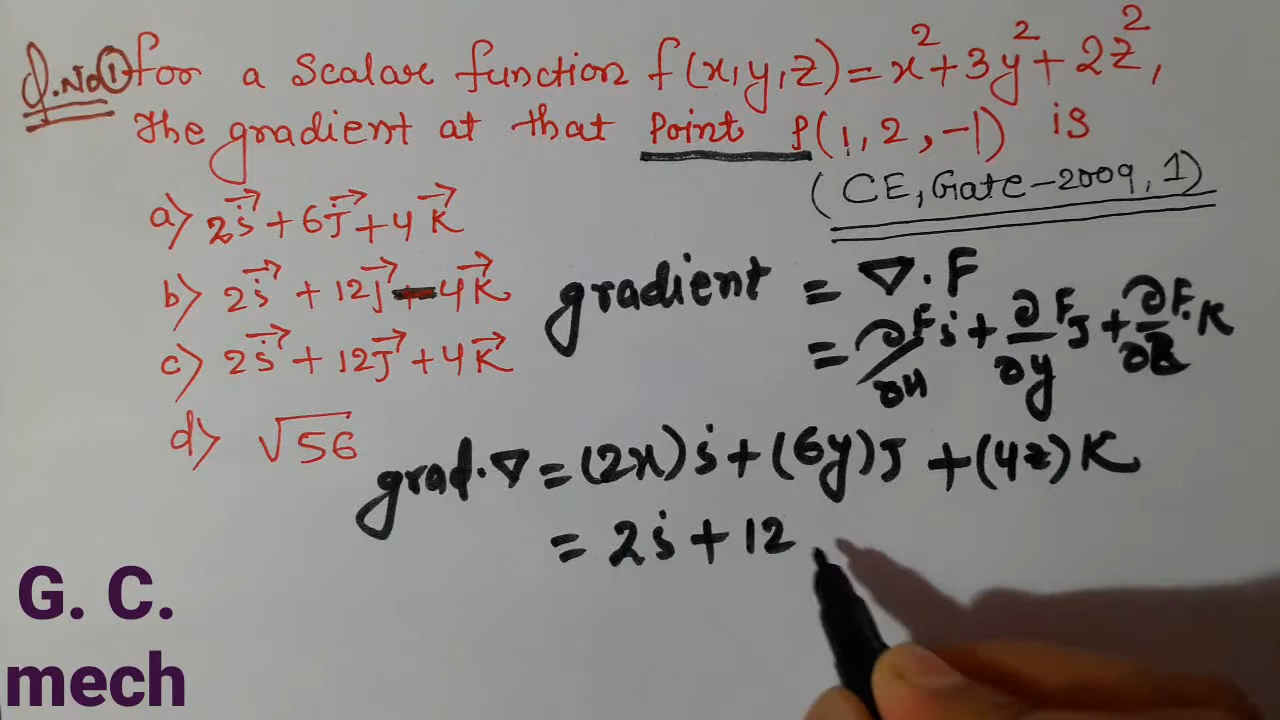 Q.No① for a scalar function f(x,y,z)=x²+3y²+2z²,
the gradient at that Point P(1,2,-1) is
(CE, Gate-2009,1)
a) 2i⃗+6j⃗+4k⃗
b) 2i⃗+12j⃗-4k⃗
c) 2i⃗+12j⃗+4k⃗
d) √56
gradient = ∇.F
= ∂F/∂x i + ∂F/∂y J + ∂F/∂z.K
grad.∇ = (2x)i+(6y)J+(4z)K
= 2i+12
G. C.
mech